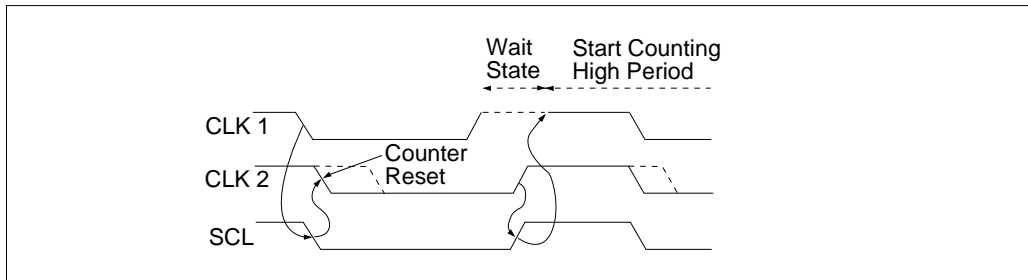 Wait
State
Start Counting
High Period
CLK 1
CLK 2
Counter
Reset
SCL